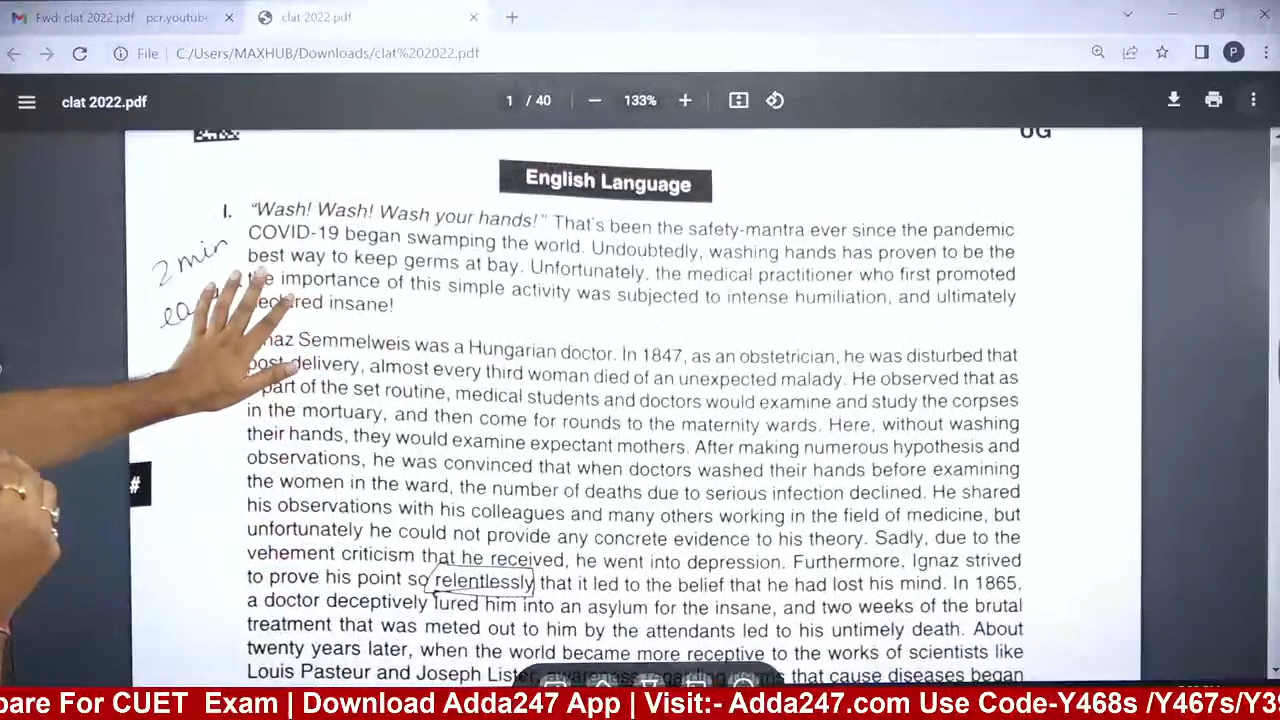 Fwd: clat 2022.pdf pcr.youtube
clat 2022.pdf
File C:/Users/MAXHUB/Downloads/clat%202022.pdf
P
clat 2022.pdf
1 / 40
133%
UG
English Language
I. "Wash! Wash! Wash your hands!" That's been the safety-mantra ever since the pandemic
COVID-19 began swamping the world. Undoubtedly, washing hands has proven to be the
best way to keep germs at bay. Unfortunately, the medical practitioner who first promoted
the importance of this simple activity was subjected to intense humiliation, and ultimately
declared insane!
2 min
Ignaz Semmelweis was a Hungarian doctor. In 1847, as an obstetrician, he was disturbed that
post-delivery, almost every third woman died of an unexpected malady. He observed that as
part of the set routine, medical students and doctors would examine and study the corpses
in the mortuary, and then come for rounds to the maternity wards. Here, without washing
their hands, they would examine expectant mothers. After making numerous hypothesis and
observations, he was convinced that when doctors washed their hands before examining
the women in the ward, the number of deaths due to serious infection declined. He shared
his observations with his colleagues and many others working in the field of medicine, but
unfortunately he could not provide any concrete evidence to his theory. Sadly, due to the
vehement criticism that he received, he went into depression. Furthermore, Ignaz strived
to prove his point so relentlessly that it led to the belief that he had lost his mind. In 1865,
a doctor deceptively lured him into an asylum for the insane, and two weeks of the brutal
treatment that was meted out to him by the attendants led to his untimely death. About
twenty years later, when the world became more receptive to the works of scientists like
Louis Pasteur and Joseph Lister, that cause diseases began
#
pare For CUET Exam | Download Adda247 App | Visit:- Adda247.com Use Code-Y468s /Y467s/Y3